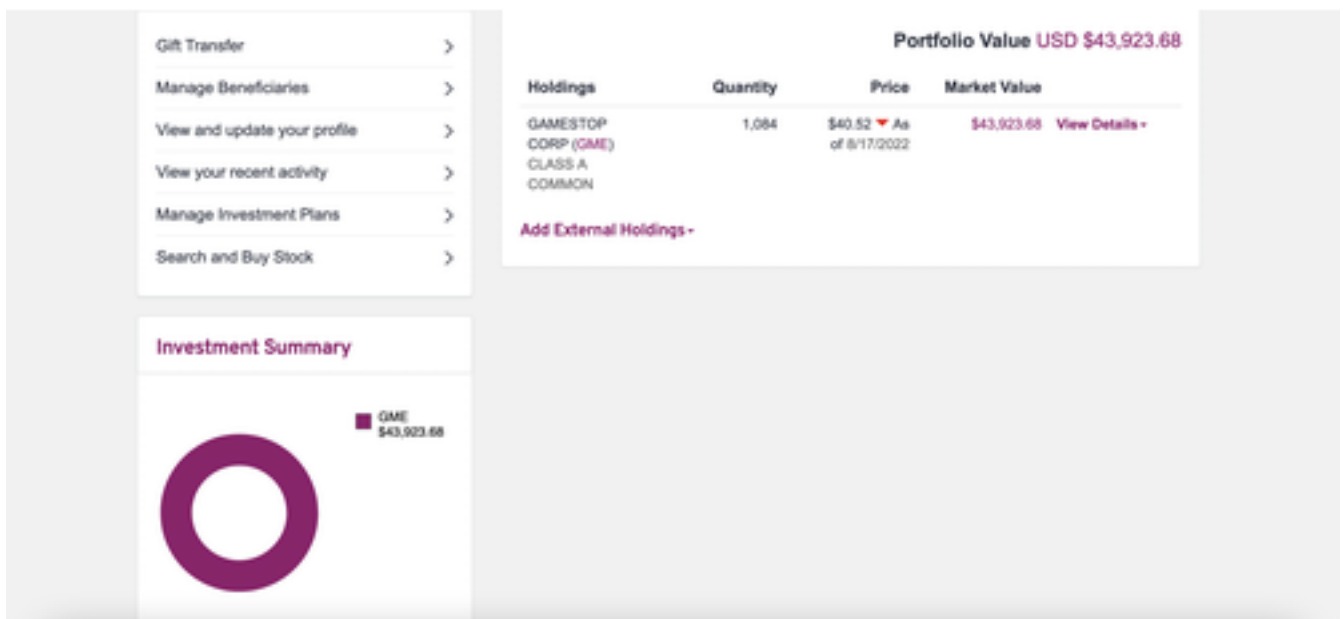 Gift Transfer
Manage Beneficiaries
View and update your profile
View your recent activity
Manage Investment Plans
Search and Buy Stock
Portfolio Value USD $43,923.68
Holdings Quantity Price Market Value
GAMESTOP 1,084 $40.52 ▼ As $43,923.68 View Details
CORP (GME) of 8/17/2022
CLASS A
COMMON
Add External Holdings
Investment Summary
GME
$43,923.68